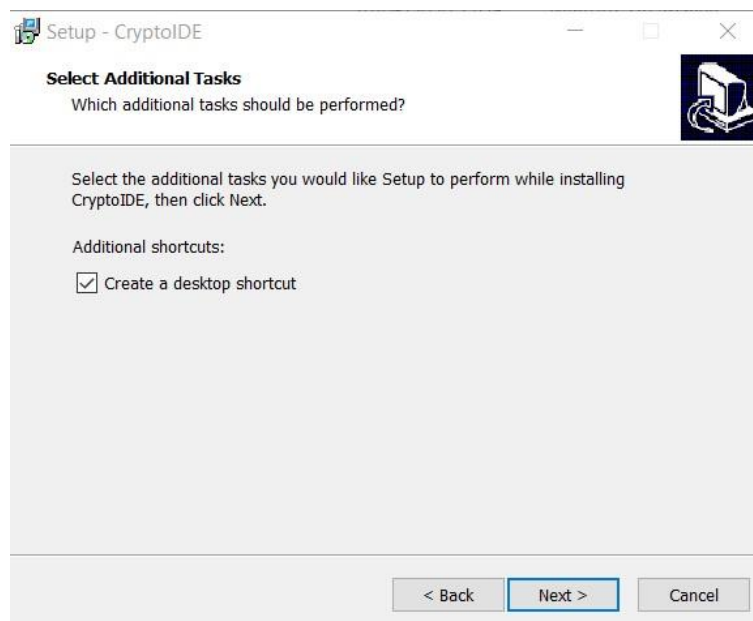 Setup - CryptoIDE
Select Additional Tasks
Which additional tasks should be performed?
Select the additional tasks you would like Setup to perform while installing
CryptoIDE, then click Next.
Additional shortcuts:
Create a desktop shortcut
< Back
Next >
Cancel